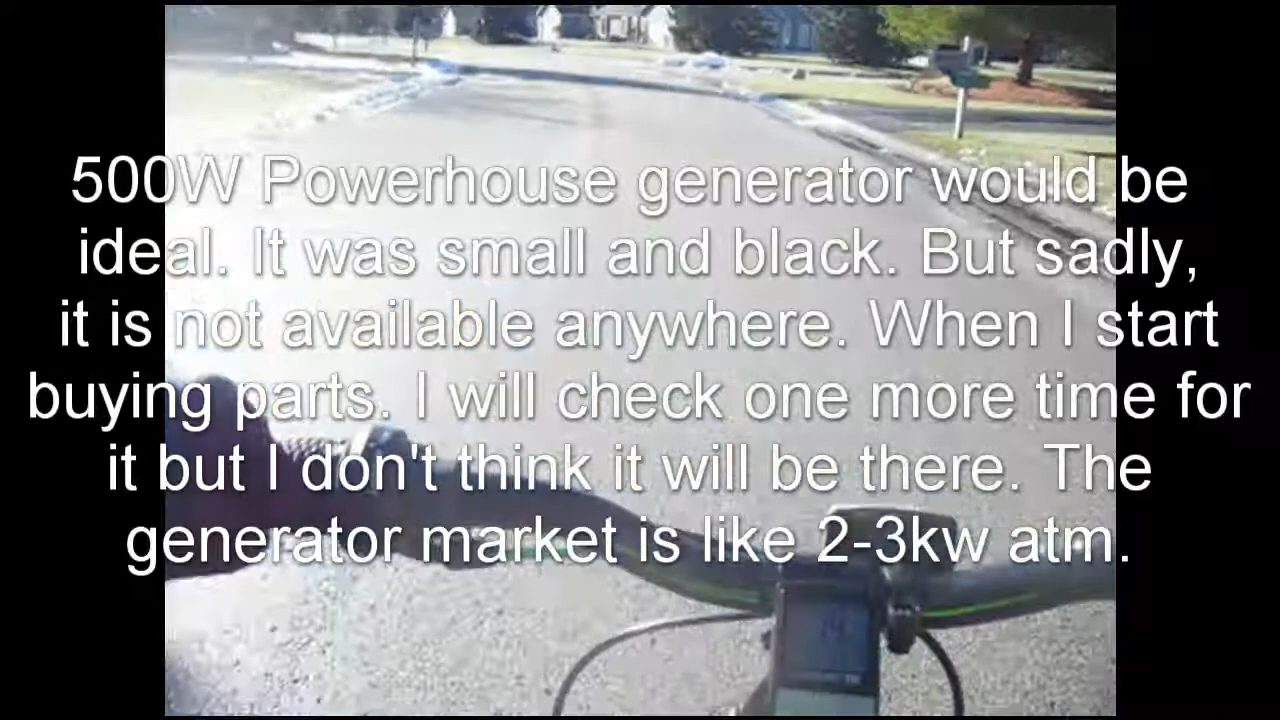 500W Powerhouse generator would be
ideal. It was small and black. But sadly,
it is not available anywhere. When I start
buying parts. I will check one more time for
it but I don't think it will be there. The
generator market is like 2-3kw atm.